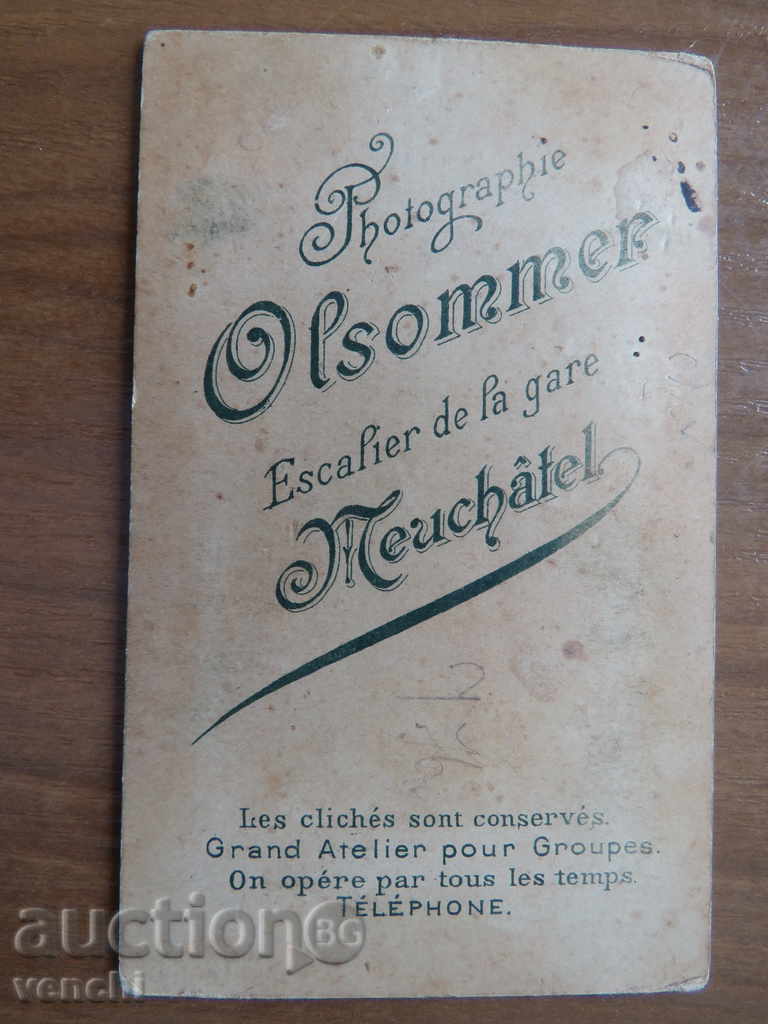 Photographie
Olsommer
Escalier de la gare
Neuchâtel
Les clichés sont conservés.
Grand Atelier pour Groupes.
On opére par tous les temps.
TÉLÉPHONE.
auction BG
venchi